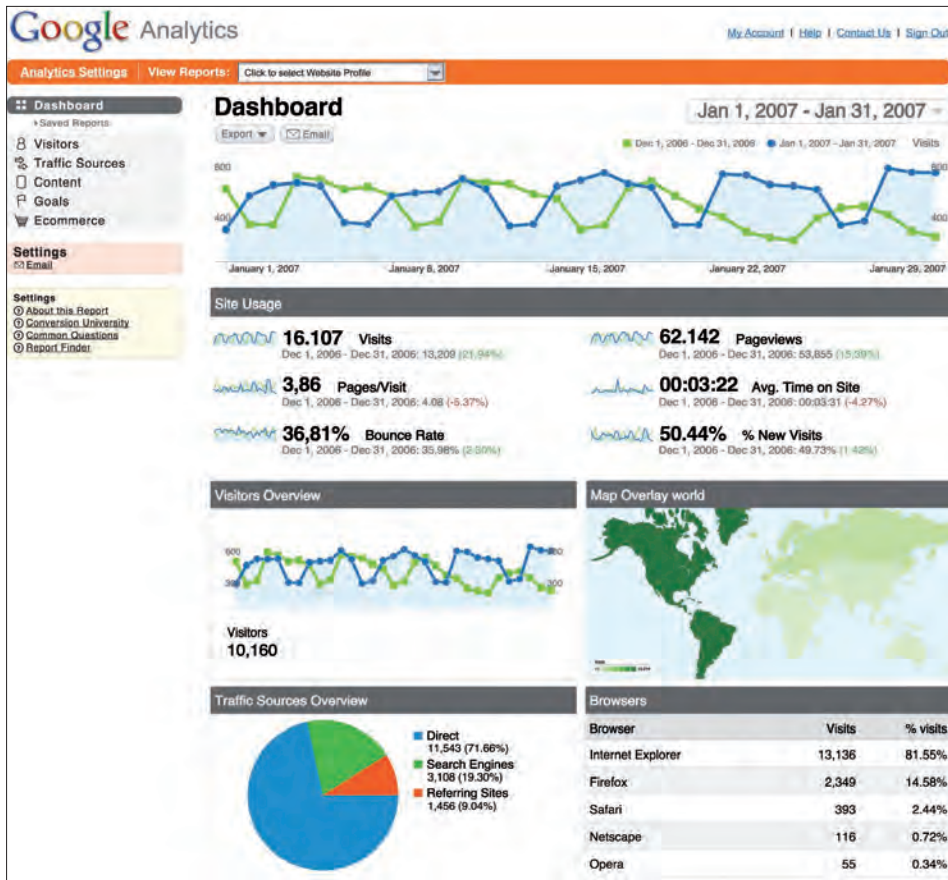 Google Analytics
My Account | Help | Contact Us | Sign Out
Analytics Settings | View Reports: Click to select Website Profile
Dashboard
Saved Reports
Visitors
Traffic Sources
Content
Goals
Ecommerce
Settings
Email
Settings
About this Report
Conversion University
Common Questions
Report Finder
Dashboard
Jan 1, 2007 - Jan 31, 2007
Export Email
Dec 1, 2006 - Dec 31, 2006 Jan 1, 2007 - Jan 31, 2007 Visits
800 800
400 400
January 1, 2007 January 8, 2007 January 15, 2007 January 22, 2007 January 29, 2007
Site Usage
16.107 Visits
Dec 1, 2006 - Dec 31, 2006: 13,209 (21.94%)
62.142 Pageviews
Dec 1, 2006 - Dec 31, 2006: 53,855 (15.39%)
3,86 Pages/Visit
Dec 1, 2006 - Dec 31, 2006: 4.08 (-5.37%)
00:03:22 Avg. Time on Site
Dec 1, 2006 - Dec 31, 2006: 00:03:31 (-4.27%)
36,81% Bounce Rate
Dec 1, 2006 - Dec 31, 2006: 35,98% (2.30%)
50.44% % New Visits
Dec 1, 2006 - Dec 31, 2006: 49.73% (1.42%)
Visitors Overview
600
300 300
Visitors
10,160
Map Overlay world
Traffic Sources Overview
Direct
11,543 (71.66%)
Search Engines
3,108 (19.30%)
Referring Sites
1,456 (9.04%)
Browsers
Browser Visits % visits
Internet Explorer 13,136 81.55%
Firefox 2,349 14.58%
Safari 393 2.44%
Netscape 116 0.72%
Opera 55 0.34%